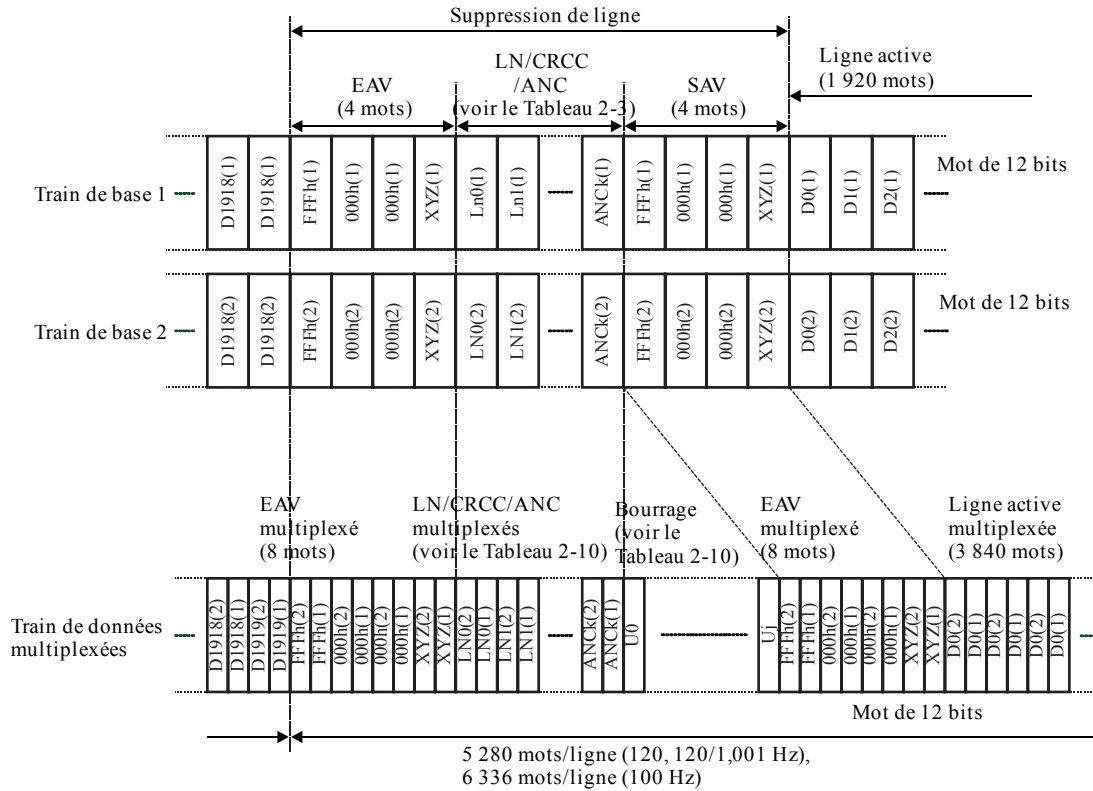 Suppression de ligne
LN/CRCC
/ANC
(voir le Tableau 2-3)
EAV
(4 mots)
SAV
(4 mots)
Ligne active
(1 920 mots)
Train de base 1
D1918(1) D1918(1) FFFh(1) 000h(1) 000h(1) XYZ(1) Ln0(1) Ln1(1) ANCk(1) FFFh(1) 000h(1) 000h(1) XYZ(1) D0(1) D1(1) D2(1)
Mot de 12 bits
Train de base 2
D1918(2) D1918(2) FFFh(2) 000h(2) 000h(2) XYZ(2) LN0(2) LN1(2) ANCk(2) FFFh(2) 000h(2) 000h(2) XYZ(2) D0(2) D1(2) D2(2)
Mot de 12 bits
EAV
multiplexé
(8 mots)
LN/CRCC/ANC
multiplexés
(voir le Tableau 2-10)
Bourrage
(voir le
Tableau 2-10)
EAV
multiplexé
(8 mots)
Ligne active
multiplexée
(3 840 mots)
Train de données
multiplexées
D1918(2) D1918(1) D1919(2) D1919(1) FFFh(2) FFFh(1) 000h(2) 000h(1) 000h(2) 000h(1) XYZ(2) XYZ(1) LN0(2) LN0(1) LN1(2) LN1(1) ANCk(2) ANCk(1) U0 Uj FFFh(2) FFFh(1) 000h(2) 000h(1) 000h(2) 000h(1) XYZ(2) XYZ(1) D0(2) D0(1) D0(2) D0(1) D0(2) D0(1)
Mot de 12 bits
5 280 mots/ligne (120, 120/1,001 Hz),
6 336 mots/ligne (100 Hz)